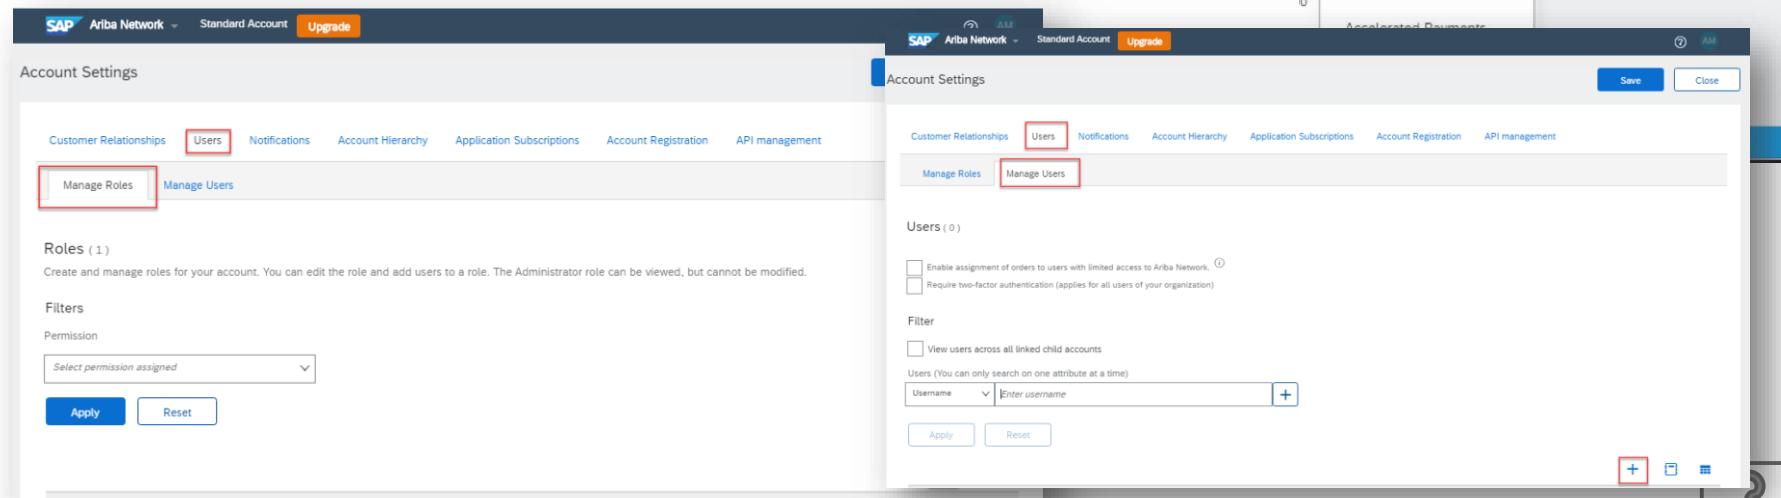 SAP Ariba Network Standard Account Upgrade
Account Settings
Customer Relationships Users Notifications Account Hierarchy Application Subscriptions Account Registration API management
Manage Roles Manage Users
Roles (1)
Create and manage roles for your account. You can edit the role and add users to a role. The Administrator role can be viewed, but cannot be modified.
Filters
Permission
Select permission assigned
Apply Reset
Accelerated Payments
SAP Ariba Network Standard Account Upgrade AM
Account Settings Save Close
Customer Relationships Users Notifications Account Hierarchy Application Subscriptions Account Registration API management
Manage Roles Manage Users
Users (0)
Enable assignment of orders to users with limited access to Ariba Network.
Require two-factor authentication (applies for all users of your organization)
Filter
View users across all linked child accounts
Users (You can only search on one attribute at a time)
Username Enter username +
Apply Reset
+